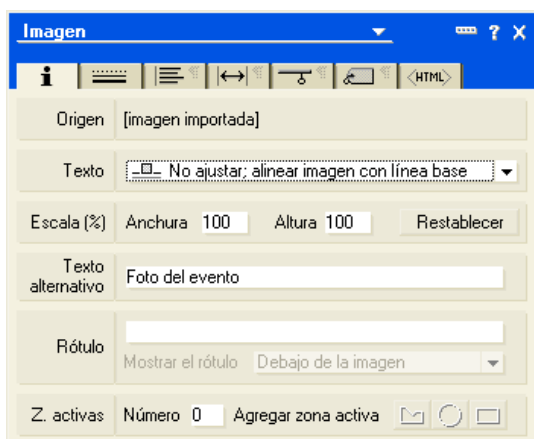 Imagen ?
i <HTML>
Origen [imagen importada]
Texto No ajustar; alinear imagen con línea base
Escala (%) Anchura 100 Altura 100 Restablecer
Texto alternativo Foto del evento
Rótulo
Mostrar el rótulo Debajo de la imagen
Z. activas Número 0 Agregar zona activa